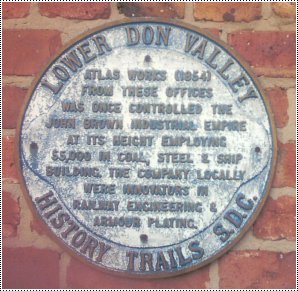 LOWER DON VALLEY
ATLAS WORKS (1854)
FROM THESE OFFICES
WAS ONCE CONTROLLED THE
JOHN BROWN INDUSTRIAL EMPIRE
AT ITS HEIGHT EMPLOYING
55,000 IN COAL, STEEL & SHIP
BUILDING. THE COMPANY LOCALLY
WERE INNOVATORS IN
RAILWAY ENGINEERING &
ARMOUR PLATING.
HISTORY TRAILS S.D.C.